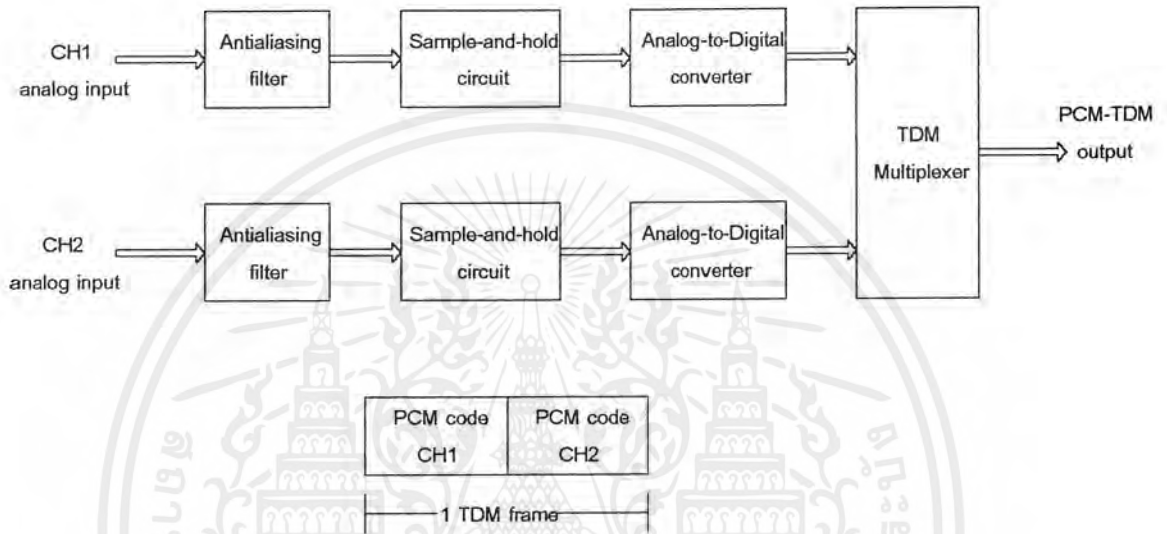 CH1
analog input
Antialiasing
filter
Sample-and-hold
circuit
Analog-to-Digital
converter
TDM
Multiplexer
PCM-TDM
output
CH2
analog input
Antialiasing
filter
Sample-and-hold
circuit
Analog-to-Digital
converter
PCM code
CH1
PCM code
CH2
1 TDM frame